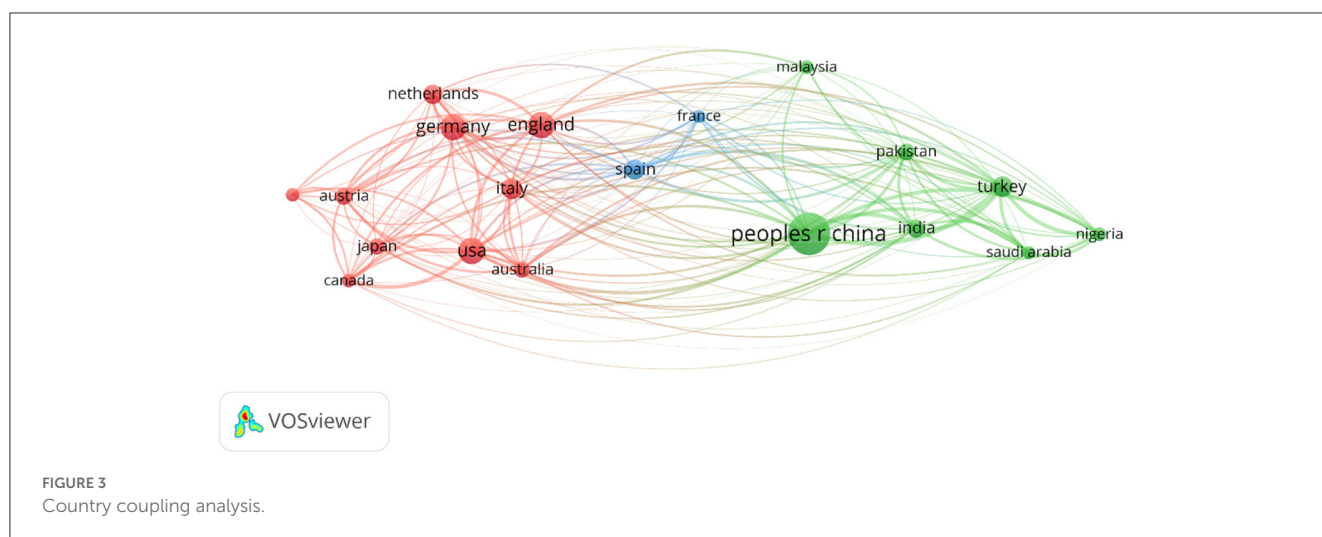 malaysia
netherlands
france
germany
england
pakistan
spain
turkey
italy
austria
peoples r china
india
nigeria
japan
usa
saudi arabia
australia
canada
VOSviewer
FIGURE 3
Country coupling analysis.